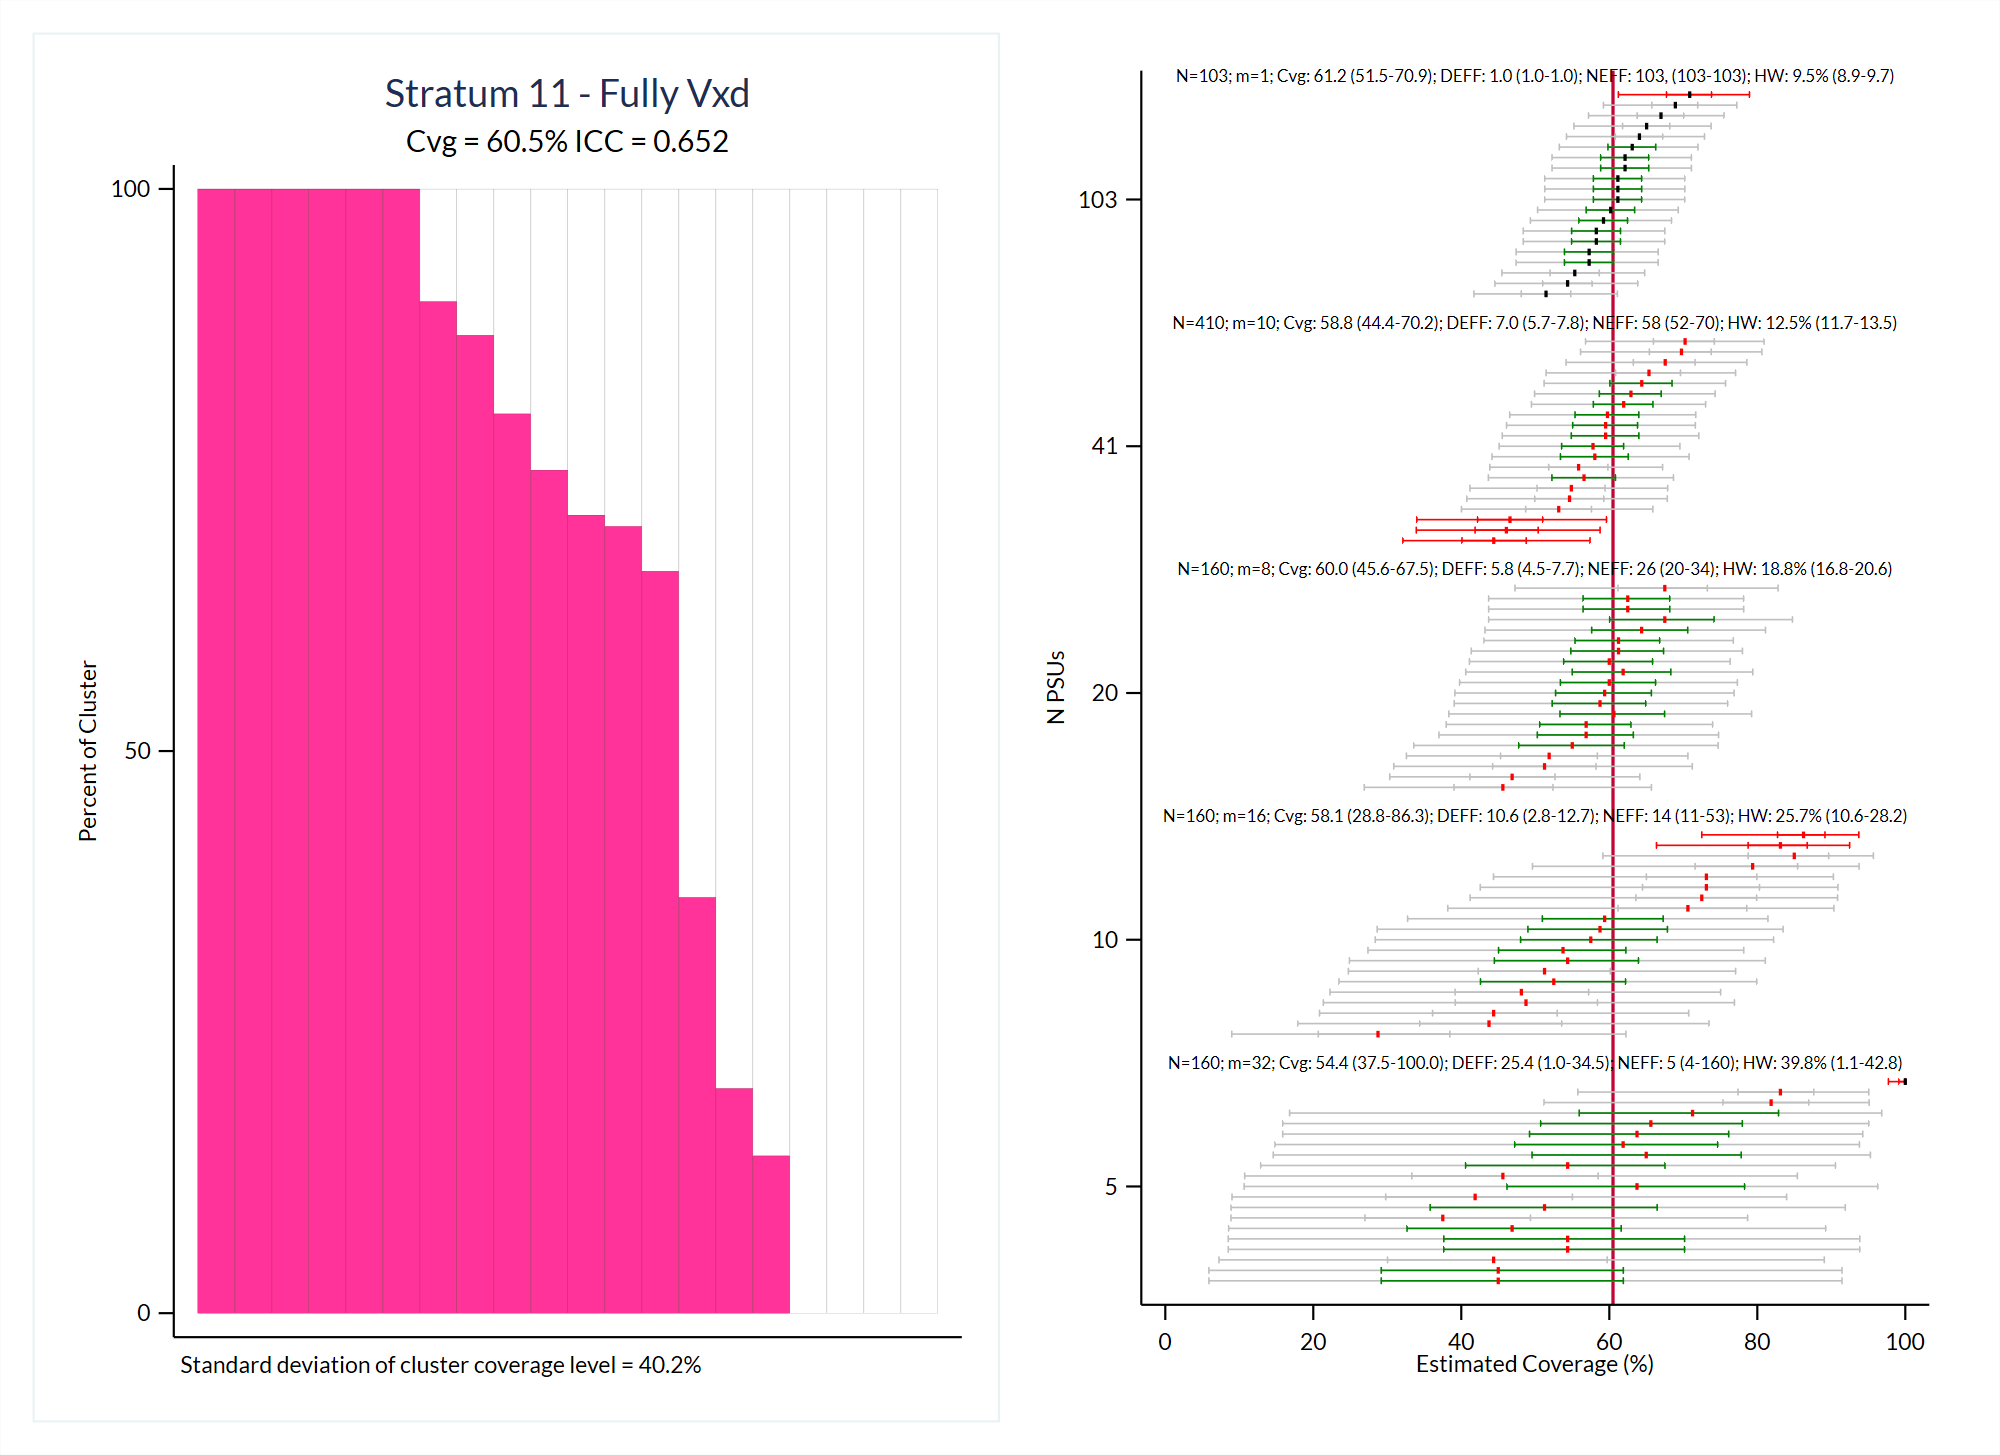 Stratum 11 - Fully Vxd
Cvg = 60.5% ICC = 0.652
100
50
0
Percent of Cluster
Standard deviation of cluster coverage level = 40.2%
N=103; m=1; Cvg: 61.2 (51.5-70.9); DEFF: 1.0 (1.0-1.0); NEFF: 103, (103-103); HW: 9.5% (8.9-9.7)
103
N=410; m=10; Cvg: 58.8 (44.4-70.2); DEFF: 7.0 (5.7-7.8); NEFF: 58 (52-70); HW: 12.5% (11.7-13.5)
41
N=160; m=8; Cvg: 60.0 (45.6-67.5); DEFF: 5.8 (4.5-7.7); NEFF: 26 (20-34); HW: 18.8% (16.8-20.6)
N PSUs
20
N=160; m=16; Cvg: 58.1 (28.8-86.3); DEFF: 10.6 (2.8-12.7); NEFF: 14 (11-53); HW: 25.7% (10.6-28.2)
10
N=160; m=32; Cvg: 54.4 (37.5-100.0); DEFF: 25.4 (1.0-34.5); NEFF: 5 (4-160); HW: 39.8% (1.1-42.8)
5
0 20 40 60 80 100
Estimated Coverage (%)